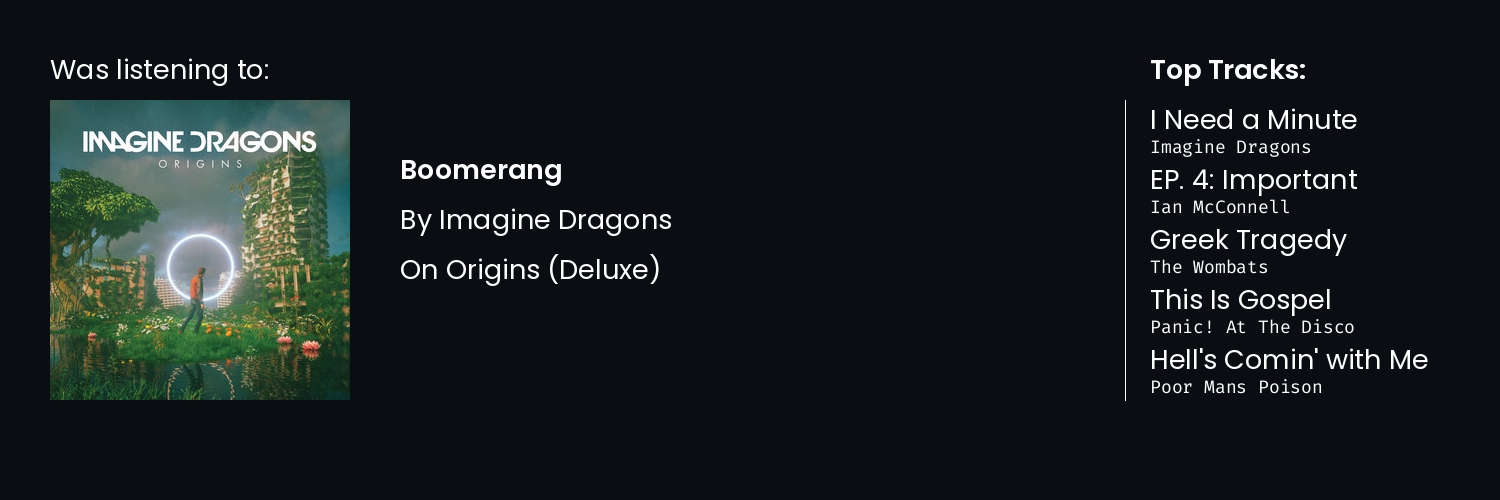 Was listening to:
IMAGINE DRAGONS
ORIGINS
Boomerang
By Imagine Dragons
On Origins (Deluxe)
Top Tracks:
I Need a Minute
Imagine Dragons
EP. 4: Important
Ian McConnell
Greek Tragedy
The Wombats
This Is Gospel
Panic! At The Disco
Hell's Comin' with Me
Poor Mans Poison